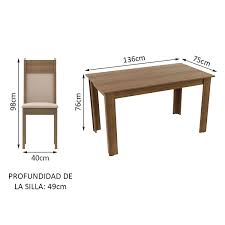 136cm
75cm
98cm
76cm
40cm
PROFUNDIDAD DE
LA SILLA: 49cm